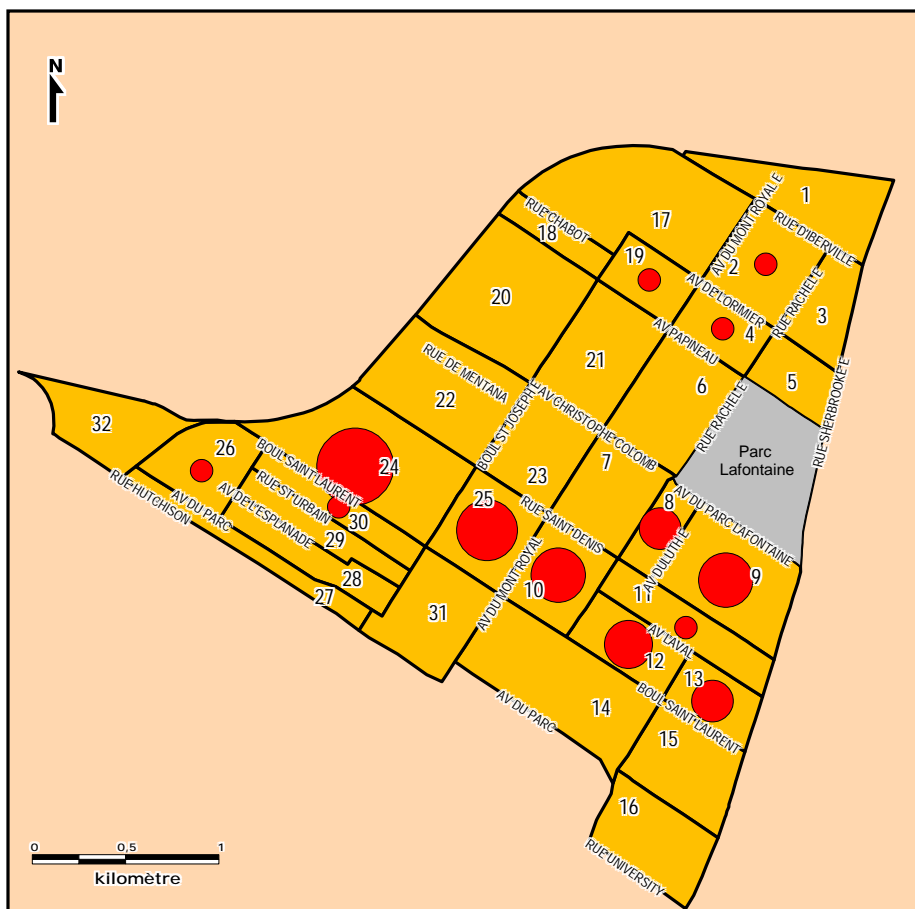 N
1
AV DU MONT ROYAL E
RUE D'IBERVILLE
RUE CHABOT
17
18
19
2
AV DE LORIMIER
RUE RACHEL E
3
20
AV PAPINEAU
4
21
6
5
RUE SHERBROOKE E
RUE DE MENTANA
BOUL ST JOSEPH E
AV CHRISTOPHE COLOMB
RUE RACHEL E
22
32
26
BOUL SAINT LAURENT
24
23
7
Parc
Lafontaine
RUE HUTCHISON
AV DU PARC
AV DE L'ESPLANADE
RUE ST URBAIN
30
29
25
RUE SAINT DENIS
8
AV DU PARC LAFONTAINE
28
27
AV DU MONT ROYAL
10
AV DULUTH E
9
11
31
AV LAVAL
12
13
AV DU PARC
14
BOUL SAINT LAURENT
15
16
RUE UNIVERSITY
0 0,5 1
kilomètre